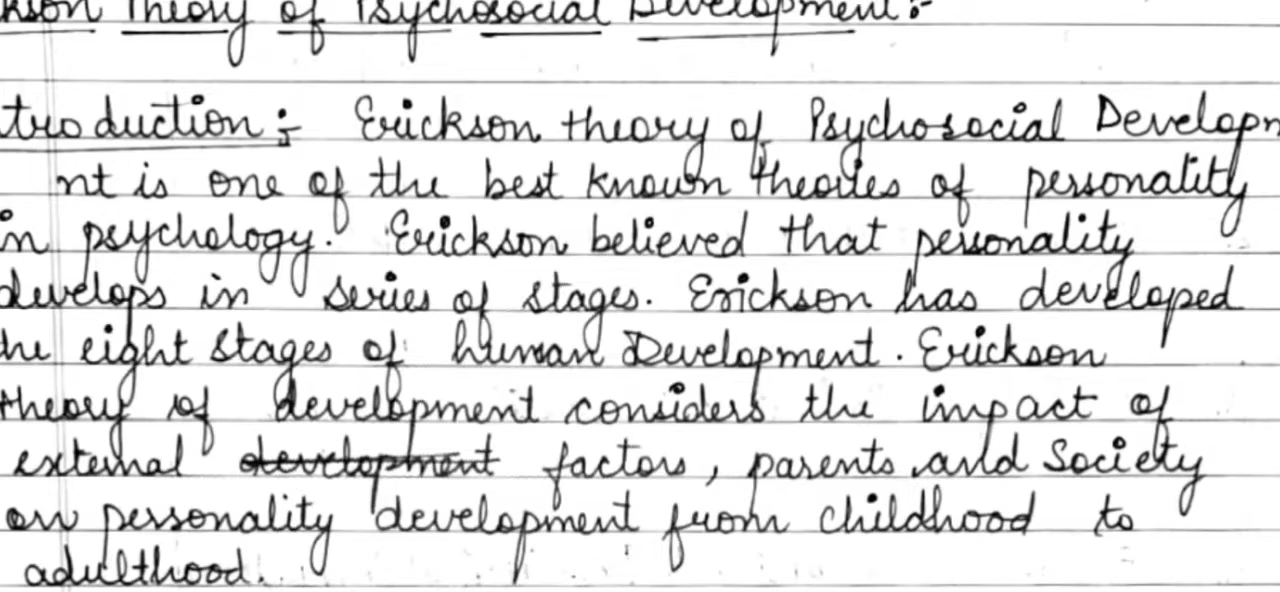 kson Theory of Psychosocial Development:-
troduction:- Erickson theory of Psychosocial Developm
nt is one of the best known theories of personality
in psychology. Erickson believed that personality
develops in series of stages. Erickson has developed
he eight stages of human Development. Erickson
theory of development considers the impact of
external development factors, parents and Society
on personality development from childhood to
adulthood.